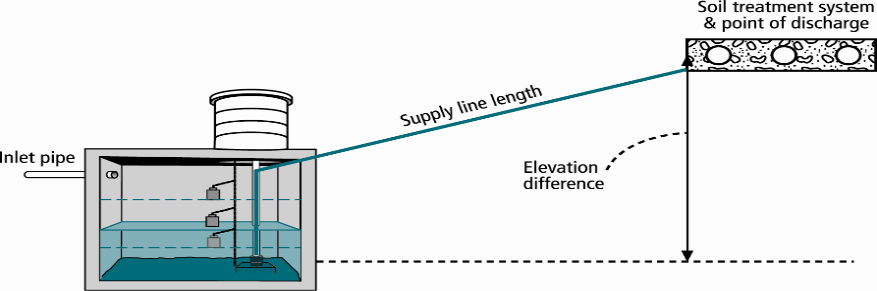 Soil treatment system
& point of discharge
Supply line length
Inlet pipe
Elevation
difference